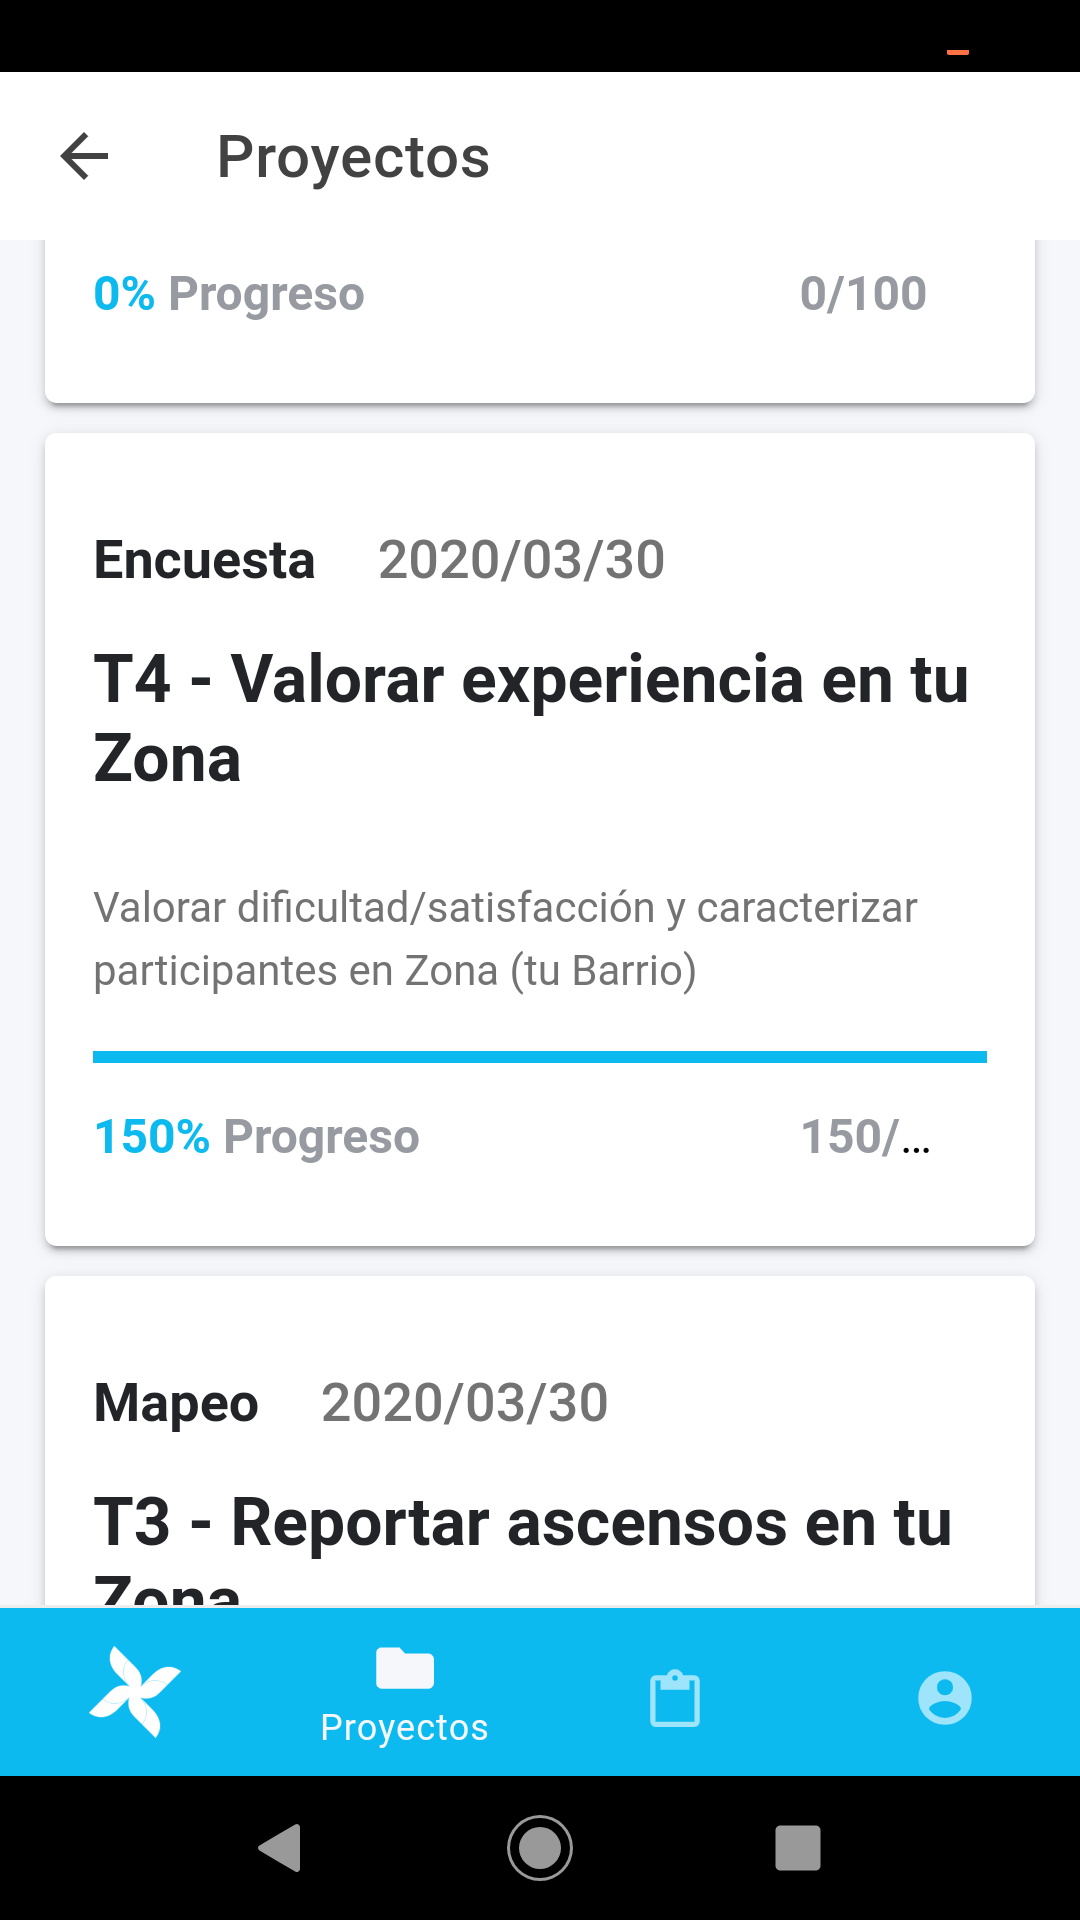 Proyectos
0% Progreso 0/100
Encuesta 2020/03/30
T4 - Valorar experiencia en tu
Zona
Valorar dificultad/satisfacción y caracterizar
participantes en Zona (tu Barrio)
150% Progreso 150/...
Mapeo 2020/03/30
T3 - Reportar ascensos en tu
Zona
Proyectos